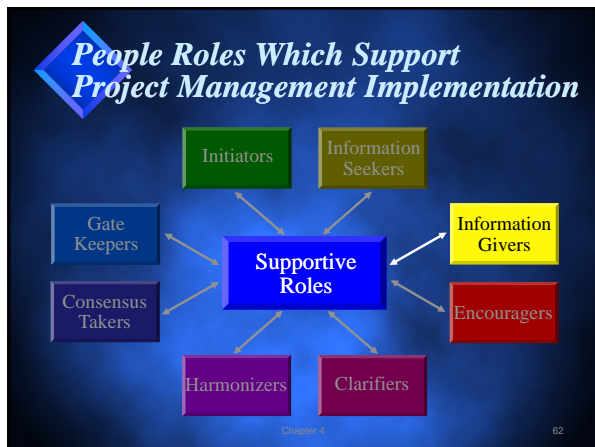 People Roles Which Support
Project Management Implementation
Initiators
Information
Seekers
Gate
Keepers
Information
Givers
Supportive
Roles
Consensus
Takers
Encouragers
Harmonizers
Clarifiers
Chapter 4
62